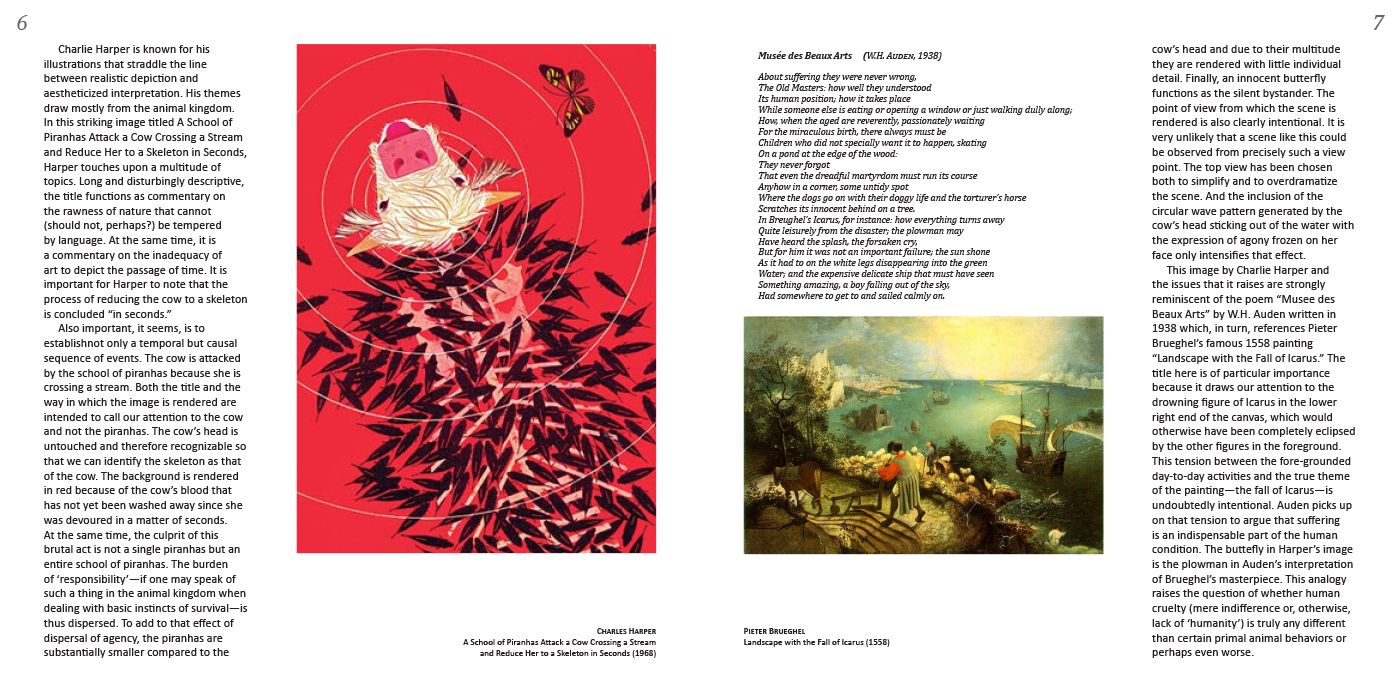 6
Charlie Harper is known for his
illustrations that straddle the line
between realistic depiction and
aestheticized interpretation. His themes
draw mostly from the animal kingdom.
In this striking image titled A School of
Piranhas Attack a Cow Crossing a Stream
and Reduce Her to a Skeleton in Seconds,
Harper touches upon a multitude of
topics. Long and disturbingly descriptive,
the title functions as commentary on
the rawness of nature that cannot
(should not, perhaps?) be tempered
by language. At the same time, it is
a commentary on the inadequacy of
art to depict the passage of time. It is
important for Harper to note that the
process of reducing the cow to a skeleton
is concluded “in seconds.”
Also important, it seems, is to
establishnot only a temporal but causal
sequence of events. The cow is attacked
by the school of piranhas because she is
crossing a stream. Both the title and the
way in which the image is rendered are
intended to call our attention to the cow
and not the piranhas. The cow’s head is
untouched and therefore recognizable so
that we can identify the skeleton as that
of the cow. The background is rendered
in red because of the cow’s blood that
has not yet been washed away since she
was devoured in a matter of seconds.
At the same time, the culprit of this
brutal act is not a single piranhas but an
entire school of piranhas. The burden
of ‘responsibility’—if one may speak of
such a thing in the animal kingdom when
dealing with basic instincts of survival—is
thus dispersed. To add to that effect of
dispersal of agency, the piranhas are
substantially smaller compared to the
Charles Harper
A School of Piranhas Attack a Cow Crossing a Stream
and Reduce Her to a Skeleton in Seconds (1968)
Musée des Beaux Arts (W.H. Auden, 1938)
About suffering they were never wrong,
The Old Masters: how well they understood
Its human position; how it takes place
While someone else is eating or opening a window or just walking dully along;
How, when the aged are reverently, passionately waiting
For the miraculous birth, there always must be
Children who did not specially want it to happen, skating
On a pond at the edge of the wood:
They never forgot
That even the dreadful martyrdom must run its course
Anyhow in a corner, some untidy spot
Where the dogs go on with their doggy life and the torturer’s horse
Scratches its innocent behind on a tree.
In Breughel’s Icarus, for instance: how everything turns away
Quite leisurely from the disaster; the plowman may
Have heard the splash, the forsaken cry,
But for him it was not an important failure; the sun shone
As it had to on the white legs disappearing into the green
Water; and the expensive delicate ship that must have seen
Something amazing, a boy falling out of the sky,
Had somewhere to get to and sailed calmly on.
Pieter Brueghel
Landscape with the Fall of Icarus (1558)
7
cow’s head and due to their multitude
they are rendered with little individual
detail. Finally, an innocent butterfly
functions as the silent bystander. The
point of view from which the scene is
rendered is also clearly intentional. It is
very unlikely that a scene like this could
be observed from precisely such a view
point. The top view has been chosen
both to simplify and to overdramatize
the scene. And the inclusion of the
circular wave pattern generated by the
cow’s head sticking out of the water with
the expression of agony frozen on her
face only intensifies that effect.
This image by Charlie Harper and
the issues that it raises are strongly
reminiscent of the poem “Musee des
Beaux Arts” by W.H. Auden written in
1938 which, in turn, references Pieter
Brueghel’s famous 1558 painting
“Landscape with the Fall of Icarus.” The
title here is of particular importance
because it draws our attention to the
drowning figure of Icarus in the lower
right end of the canvas, which would
otherwise have been completely eclipsed
by the other figures in the foreground.
This tension between the fore-grounded
day-to-day activities and the true theme
of the painting—the fall of Icarus—is
undoubtedly intentional. Auden picks up
on that tension to argue that suffering
is an indispensable part of the human
condition. The buttefly in Harper’s image
is the plowman in Auden’s interpretation
of Brueghel’s masterpiece. This analogy
raises the question of whether human
cruelty (mere indifference or, otherwise,
lack of ‘humanity’) is truly any different
than certain primal animal behaviors or
perhaps even worse.